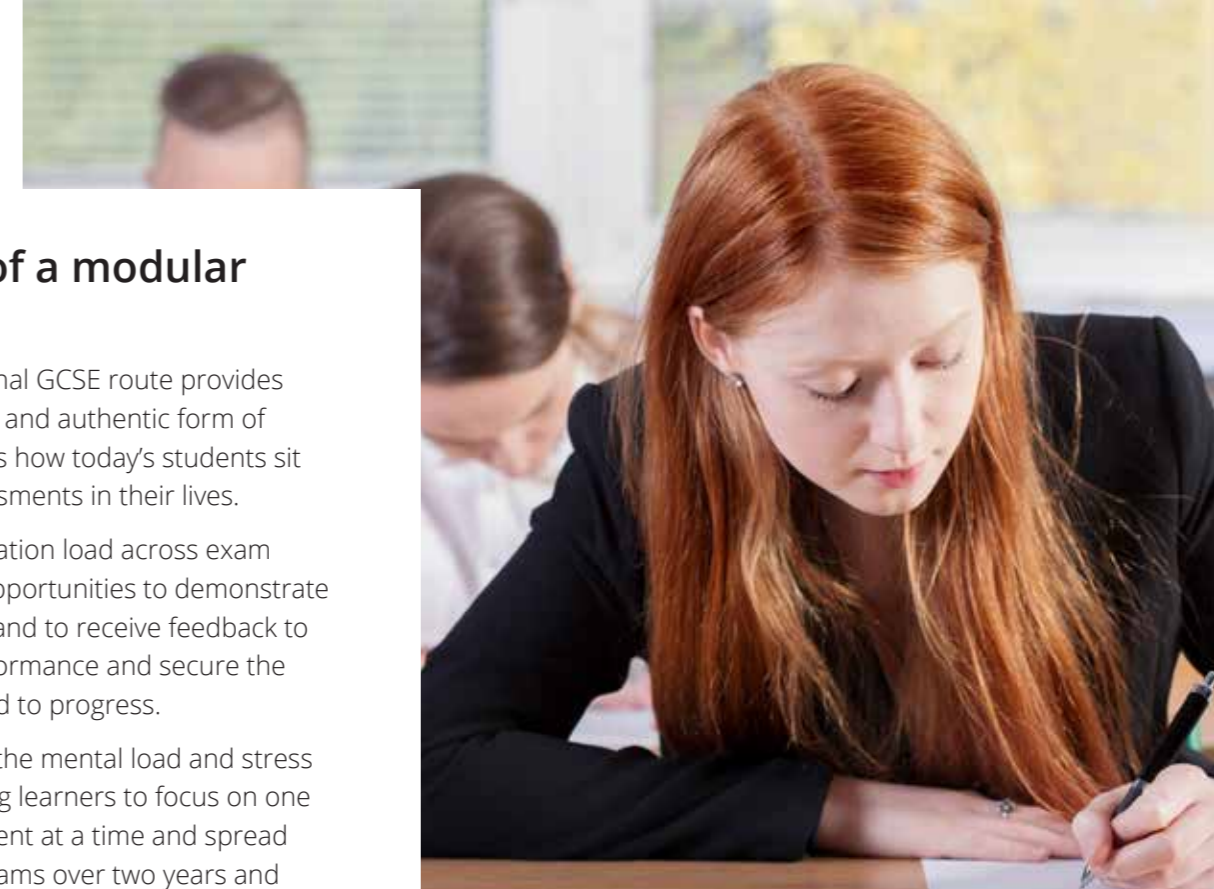 of a modular
nal GCSE route provides
and authentic form of
s how today's students sit
sments in their lives.
ation load across exam
pportunities to demonstrate
and to receive feedback to
ormance and secure the
d to progress.
the mental load and stress
g learners to focus on one
ent at a time and spread
ams over two years and